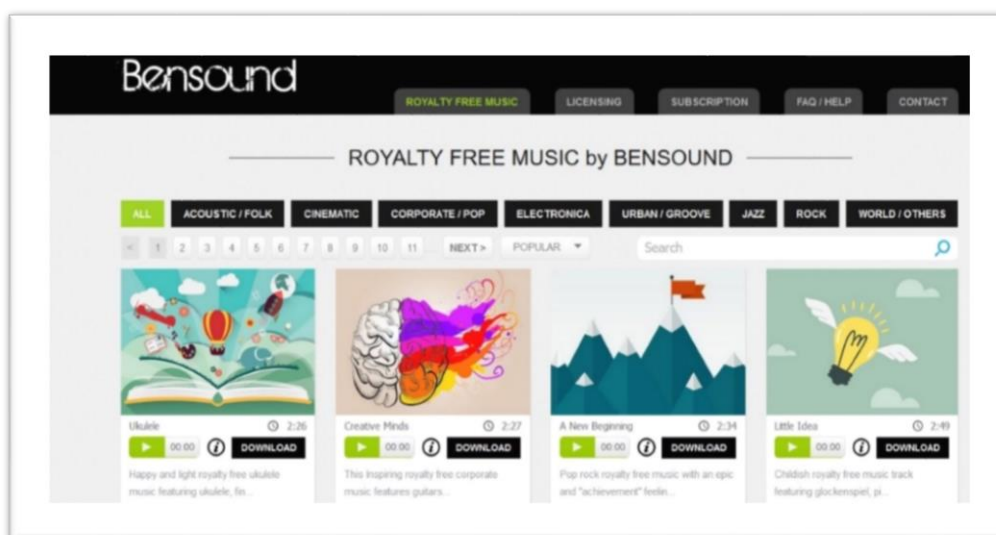 Bensound
ROYALTY FREE MUSIC LICENSING SUBSCRIPTION FAQ / HELP CONTACT
ROYALTY FREE MUSIC by BENSOUND
ALL ACOUSTIC / FOLK CINEMATIC CORPORATE / POP ELECTRONICA URBAN / GROOVE JAZZ ROCK WORLD / OTHERS
< 1 2 3 4 5 6 7 8 9 10 11 ... NEXT > POPULAR Search
Ukulele 2:26 Creative Minds 2:27 A New Beginning 2:34 Little Idea 2:49
00:00 i DOWNLOAD 00:00 i DOWNLOAD 00:00 i DOWNLOAD 00:00 i DOWNLOAD
Happy and light royalty free ukulele This Inspiring royalty free corporate Pop rock royalty free music with an epic Childish royalty free music track
music featuring ukulele, fin... music features guitars... and "achievement" feelin... featuring glockenspiel, pi...